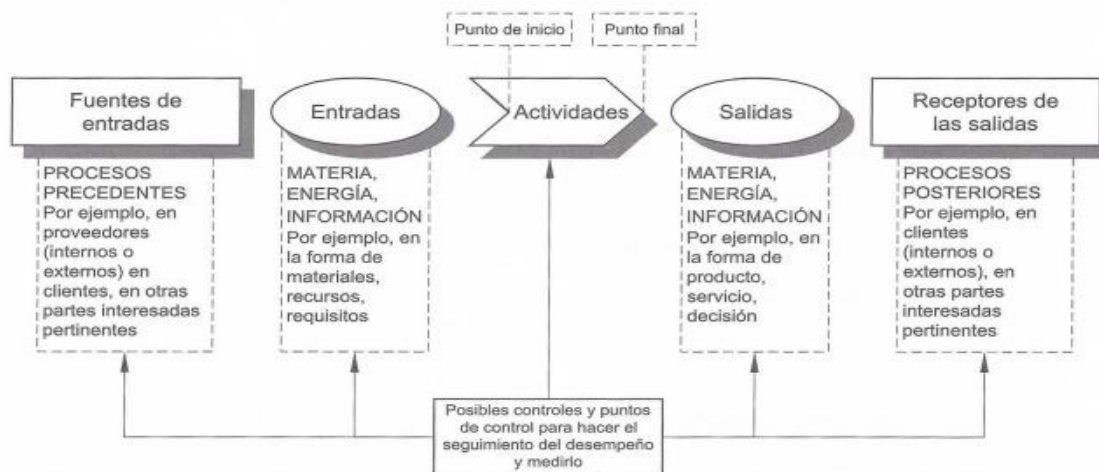 Punto de inicio
Punto final
Fuentes de
entradas
Entradas
Actividades
Salidas
Receptores de
las salidas
PROCESOS
PRECEDENTES
Por ejemplo, en
proveedores
(internos o
externos) en
clientes, en otras
partes interesadas
pertinentes
MATERIA,
ENERGÍA,
INFORMACIÓN
Por ejemplo, en
la forma de
materiales,
recursos,
requisitos
MATERIA,
ENERGÍA,
INFORMACIÓN
Por ejemplo, en
la forma de
producto,
servicio,
decisión
PROCESOS
POSTERIORES
Por ejemplo, en
clientes
(internos o
externos), en
otras partes
interesadas
pertinentes
Posibles controles y puntos
de control para hacer el
seguimiento del desempeño
y medirlo